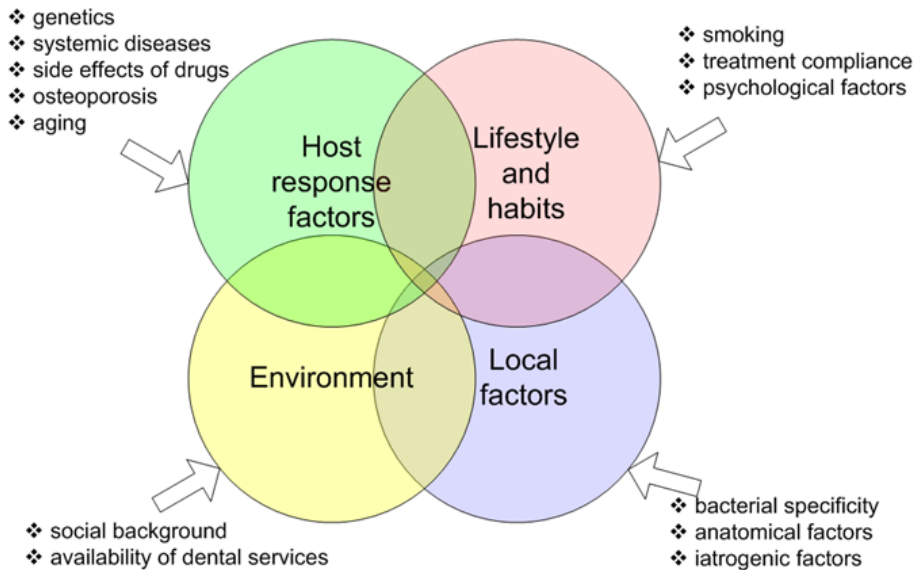 ❖ genetics
❖ systemic diseases
❖ side effects of drugs
❖ osteoporosis
❖ aging
❖ smoking
❖ treatment compliance
❖ psychological factors
Host
response
factors
Lifestyle
and
habits
Environment
Local
factors
❖ social background
❖ availability of dental services
❖ bacterial specificity
❖ anatomical factors
❖ iatrogenic factors